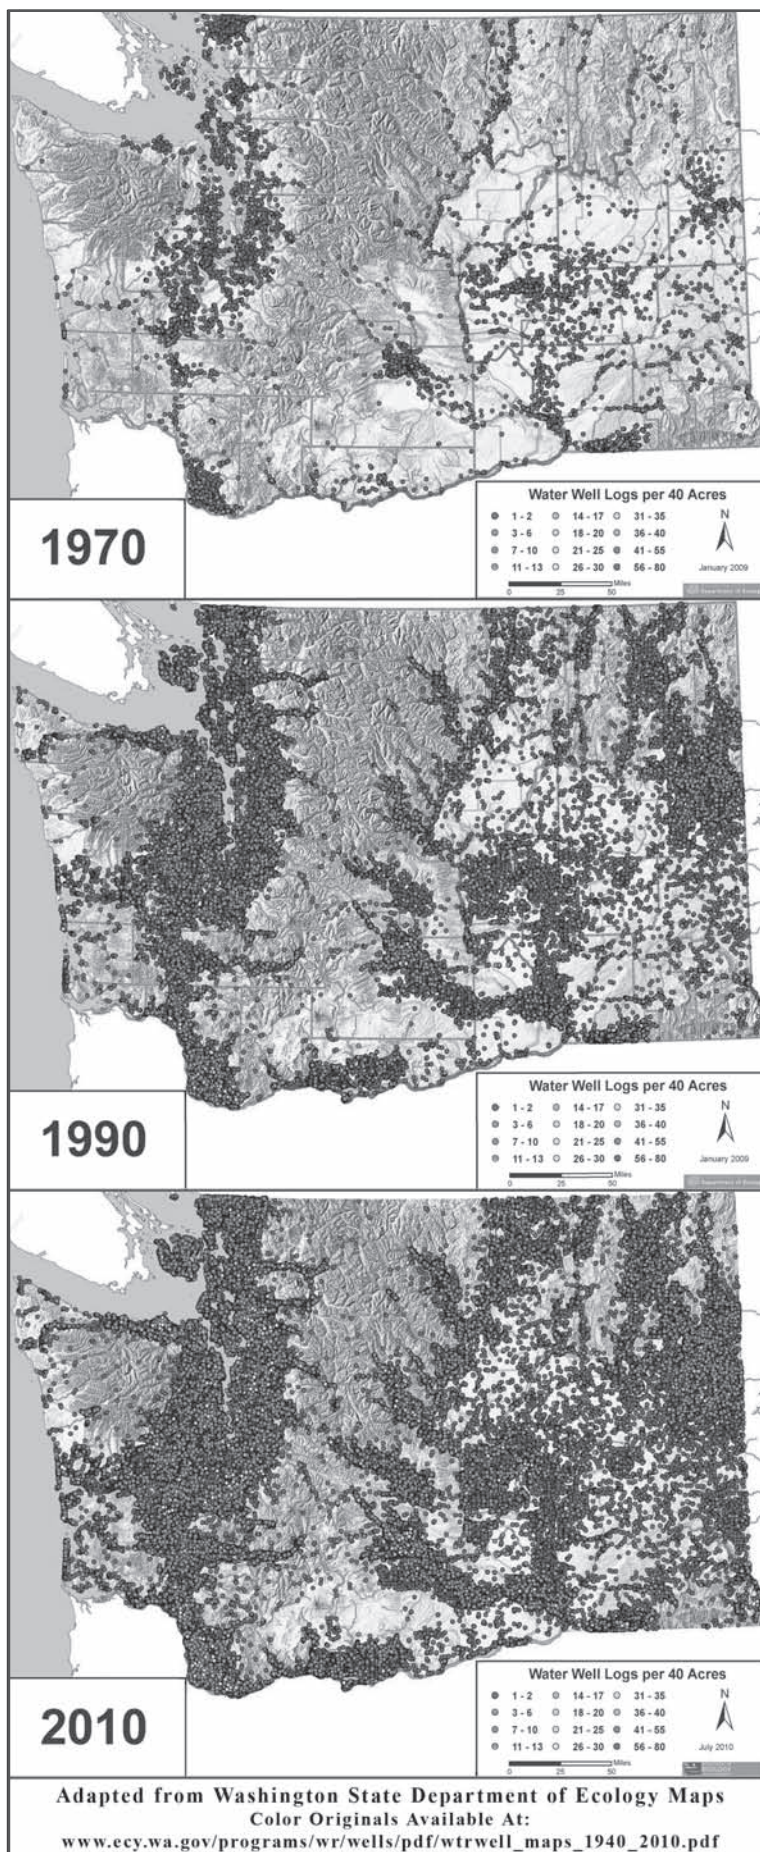 1970
Water Well Logs per 40 Acres
1 - 2 14 - 17 31 - 35
3 - 6 18 - 20 36 - 40
7 - 10 21 - 25 41 - 55
11 - 13 26 - 30 56 - 80
N
January 2009
Miles
0 25 50
Department of Ecology
1990
Water Well Logs per 40 Acres
1 - 2 14 - 17 31 - 35
3 - 6 18 - 20 36 - 40
7 - 10 21 - 25 41 - 55
11 - 13 26 - 30 56 - 80
N
January 2009
Miles
0 25 50
Department of Ecology
2010
Water Well Logs per 40 Acres
1 - 2 14 - 17 31 - 35
3 - 6 18 - 20 36 - 40
7 - 10 21 - 25 41 - 55
11 - 13 26 - 30 56 - 80
N
July 2010
Miles
0 25 50
Adapted from Washington State Department of Ecology Maps
Color Originals Available At:
www.ecy.wa.gov/programs/wr/wells/pdf/wtrwell_maps_1940_2010.pdf